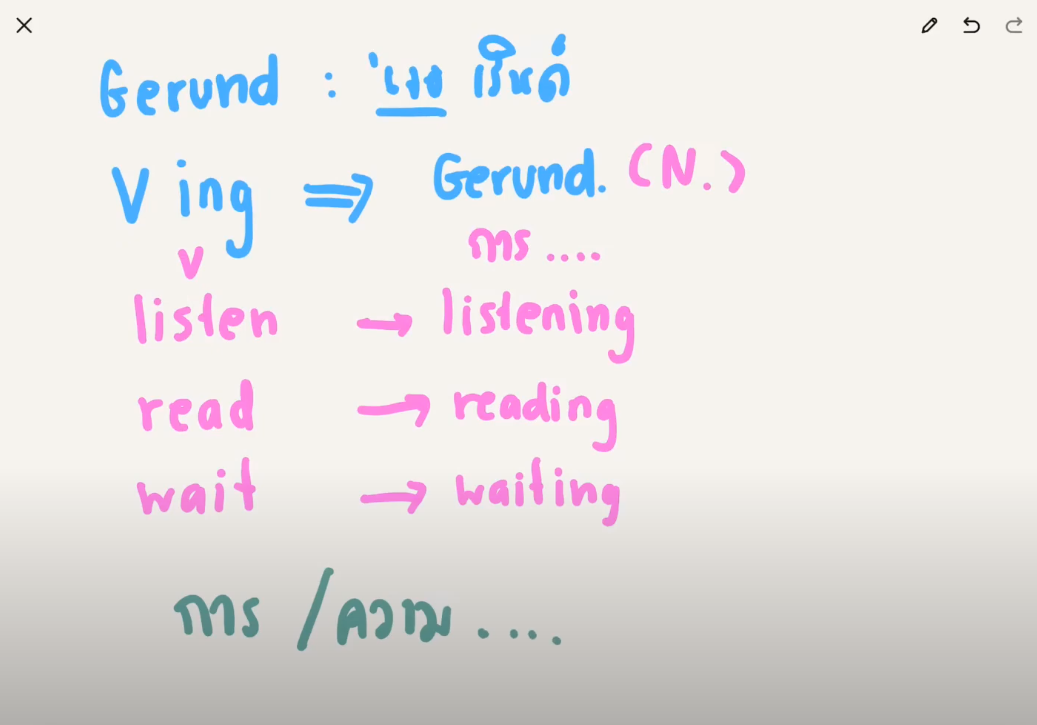 Gerund : 'เจอ เรินด์
V ing ⇒ Gerund. (N.)
v การ ....
listen → listening
read → reading
wait → waiting
การ / ความ ....